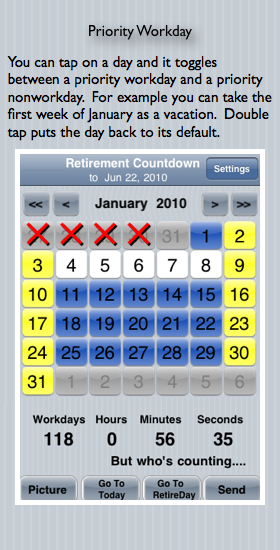 Priority Workday
You can tap on a day and it toggles
between a priority workday and a priority
nonworkday. For example you can take the
first week of January as a vacation. Double
tap puts the day back to its default.
Retirement Countdown
to Jun 22, 2010
Settings
<< < January 2010 > >>
31 1 2
3 4 5 6 7 8 9
10 11 12 13 14 15 16
17 18 19 20 21 22 23
24 25 26 27 28 29 30
31 1 2 3 4 5 6
Workdays Hours Minutes Seconds
118 0 56 35
But who's counting....
Picture Go To Today Go To RetireDay Send